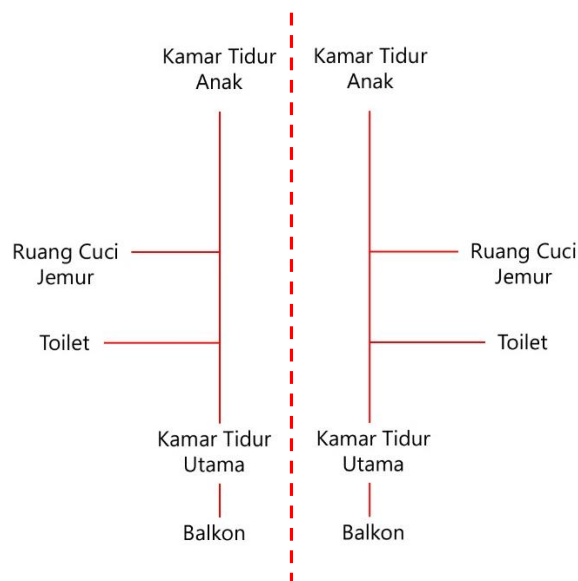 Kamar Tidur
Anak
Kamar Tidur
Anak
Ruang Cuci
Jemur
Ruang Cuci
Jemur
Toilet
Toilet
Kamar Tidur
Utama
Kamar Tidur
Utama
Balkon
Balkon